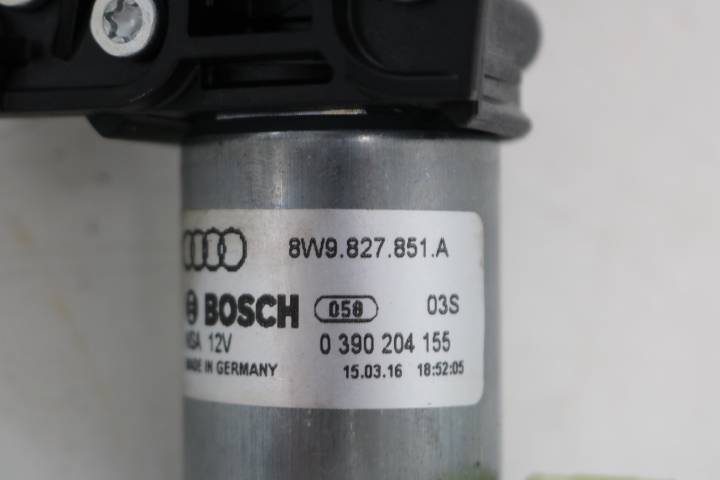 8W9.827.851.A
BOSCH 058 03S
12V 0 390 204 155
MADE IN GERMANY 15.03.16 18:52:05